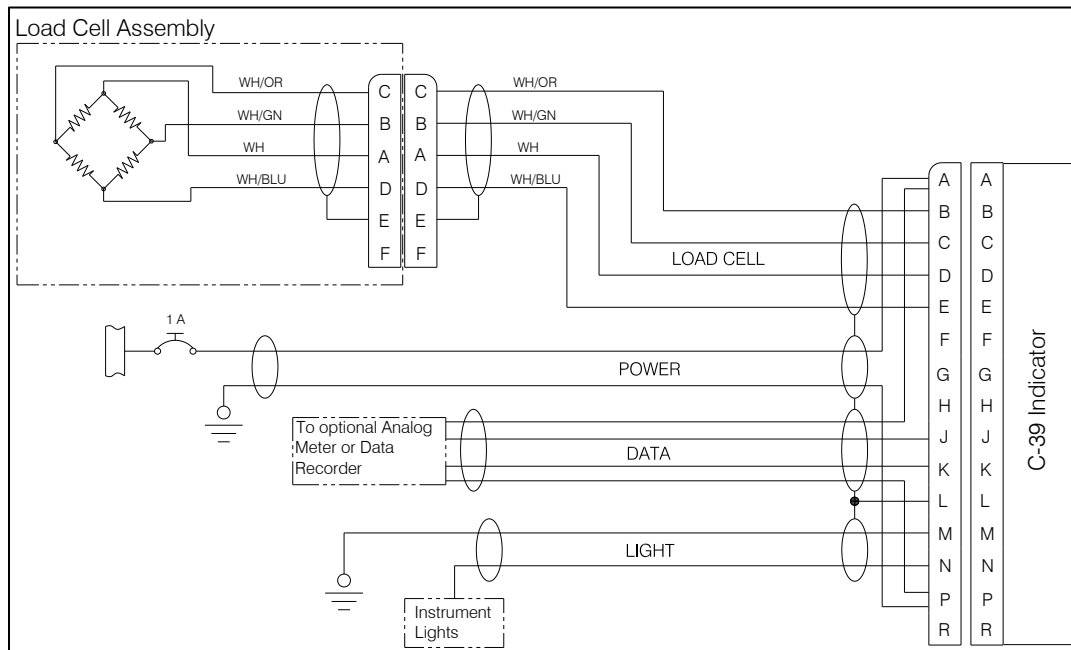 Load Cell Assembly
WH/OR
WH/GN
WH
WH/BLU
C
B
A
D
E
F
C
B
A
D
E
F
WH/OR
WH/GN
WH
WH/BLU
LOAD CELL
1 A
POWER
To optional Analog
Meter or Data
Recorder
DATA
LIGHT
Instrument
Lights
A
B
C
D
E
F
G
H
J
K
L
M
N
P
R
A
B
C
D
E
F
G
H
J
K
L
M
N
P
R
C-39 Indicator